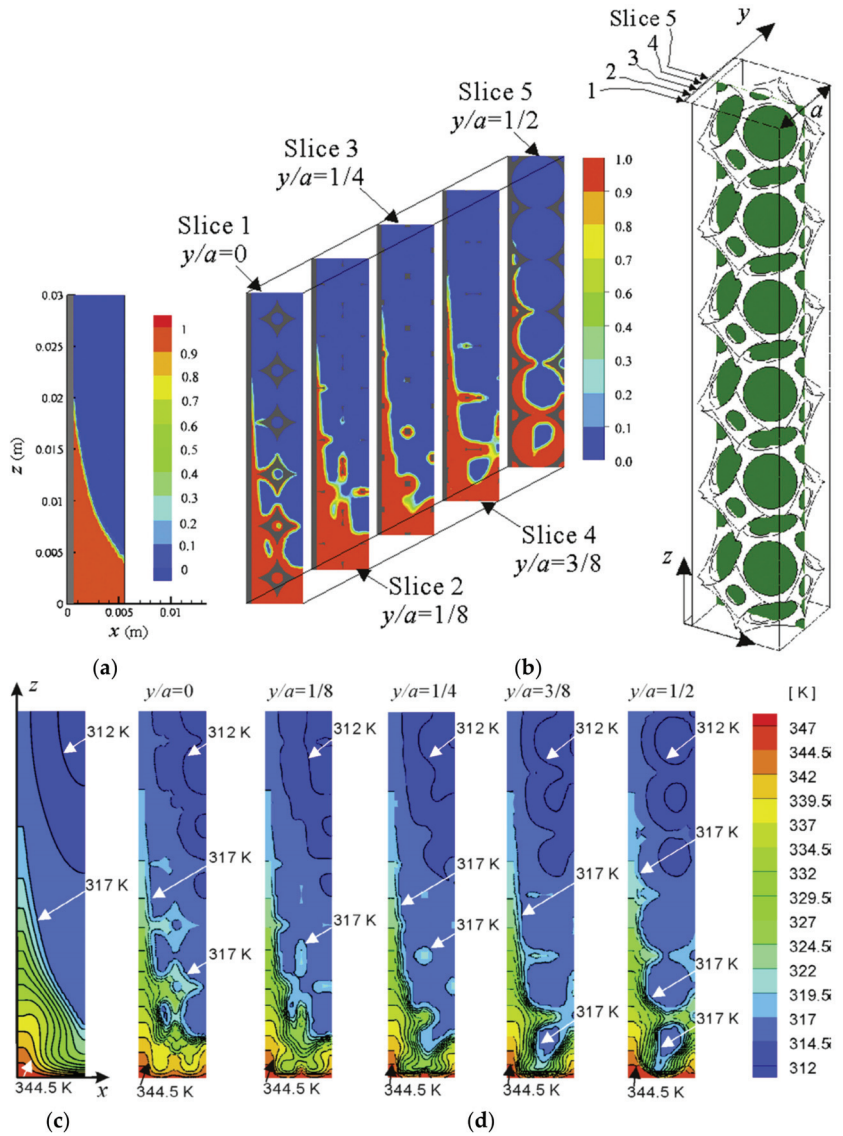 Slice 5
y
4
3
2
1
a
Slice 5
y/a=1/2
Slice 3
y/a=1/4
Slice 1
y/a=0
1.0
0.9
0.8
0.7
0.6
0.5
0.4
0.3
0.2
0.1
0.0
0.03
0.025
0.02
0.015
0.01
0.005
0
z (m)
0 0.005 0.01
x (m)
1
0.9
0.8
0.7
0.6
0.5
0.4
0.3
0.2
0.1
0
Slice 4
y/a=3/8
Slice 2
y/a=1/8
z
(a)
(b)
z
y/a=0 y/a=1/8 y/a=1/4 y/a=3/8 y/a=1/2
[ K ]
312 K 312 K 312 K 312 K 312 K 312 K
317 K
317 K
317 K
317 K
317 K
317 K
317 K
317 K
317 K
317 K
317 K
347
344.5
342
339.5
337
334.5
332
329.5
327
324.5
322
319.5
317
314.5
312
344.5 K
x
344.5 K 344.5 K 344.5 K 344.5 K 344.5 K
(c)
(d)